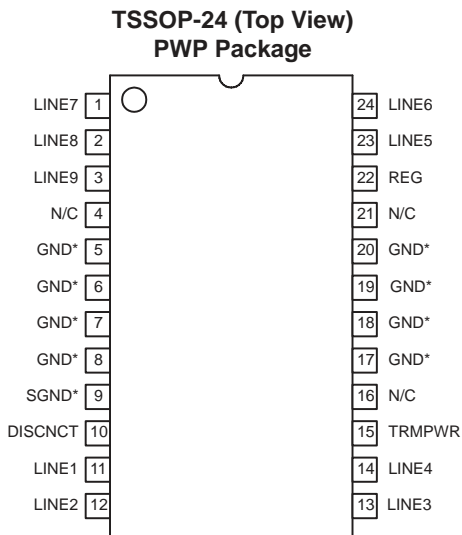 TSSOP-24 (Top View)
PWP Package
LINE7 1 24 LINE6
LINE8 2 23 LINE5
LINE9 3 22 REG
N/C 4 21 N/C
GND* 5 20 GND*
GND* 6 19 GND*
GND* 7 18 GND*
GND* 8 17 GND*
SGND* 9 16 N/C
DISCNCT 10 15 TRMPWR
LINE1 11 14 LINE4
LINE2 12 13 LINE3